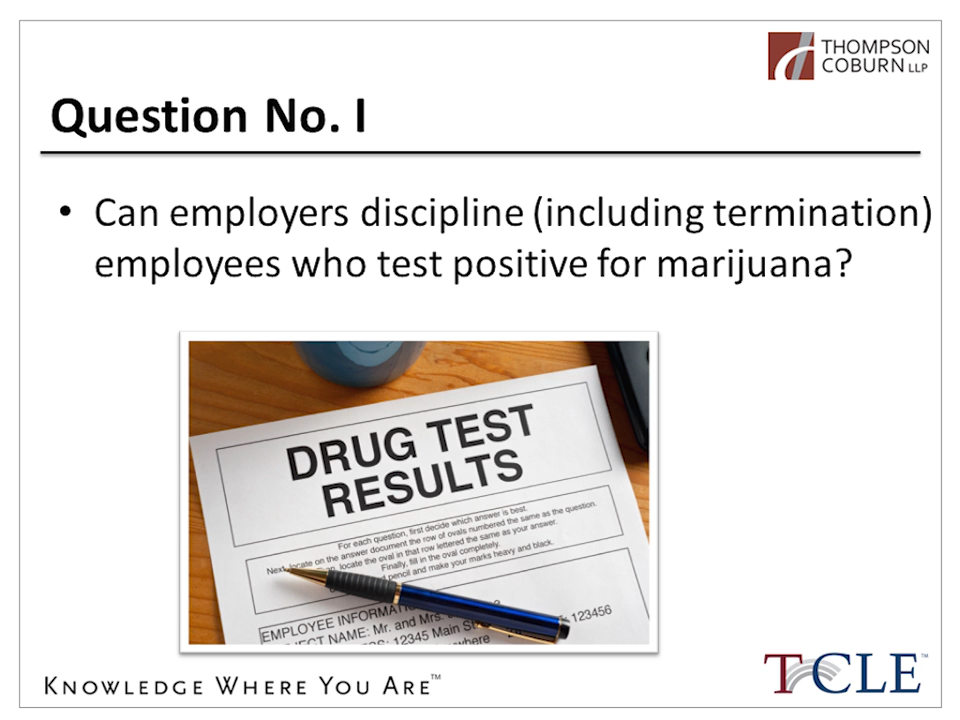 THOMPSON
COBURN LLP
Question No. I
• Can employers discipline (including termination)
employees who test positive for marijuana?
DRUG TEST
RESULTS
For each question, first decide which answer is best.
Next, locate on the answer document the row of ovals numbered the same as the question.
locate the oval in that row lettered the same as your answer.
Finally, fill in the oval completely.
pencil and make your marks heavy and black.
EMPLOYEE INFORMATI
JECT NAME: Mr. and Mrs.
12345 Main St
123456
where
KNOWLEDGE WHERE YOU ARE™
TCLE™